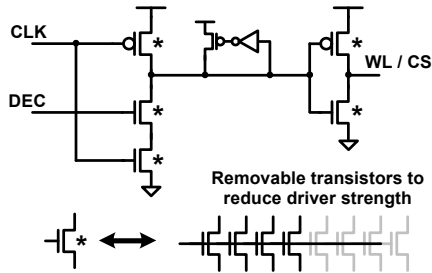 CLK
*
WL / CS
DEC
*
*
*
*
Removable transistors to
reduce driver strength
*